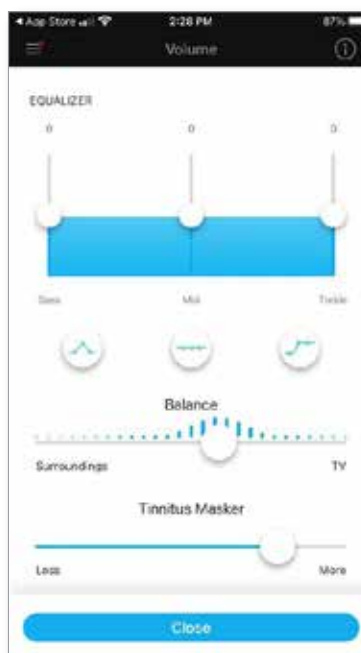 App Store 2:28 PM 87%
Volume
EQUALIZER
0 0 0
Bass Mid Treble
Balance
Surroundings TV
Tinnitus Masker
Less More
Close